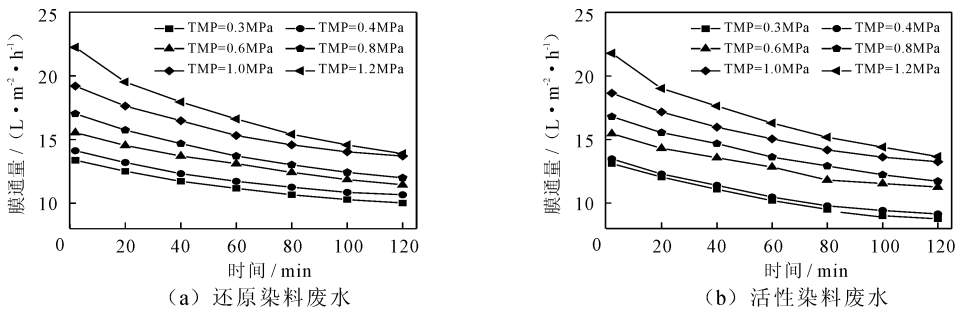 膜通量 / (L·m⁻²·h⁻¹)
25
20
15
10
TMP=0.3MPa TMP=0.4MPa
TMP=0.6MPa TMP=0.8MPa
TMP=1.0MPa TMP=1.2MPa
0 20 40 60 80 100 120
时间 / min
(a) 还原染料废水
膜通量 / (L·m⁻²·h⁻¹)
25
20
15
10
TMP=0.3MPa TMP=0.4MPa
TMP=0.6MPa TMP=0.8MPa
TMP=1.0MPa TMP=1.2MPa
0 20 40 60 80 100 120
时间 / min
(b) 活性染料废水